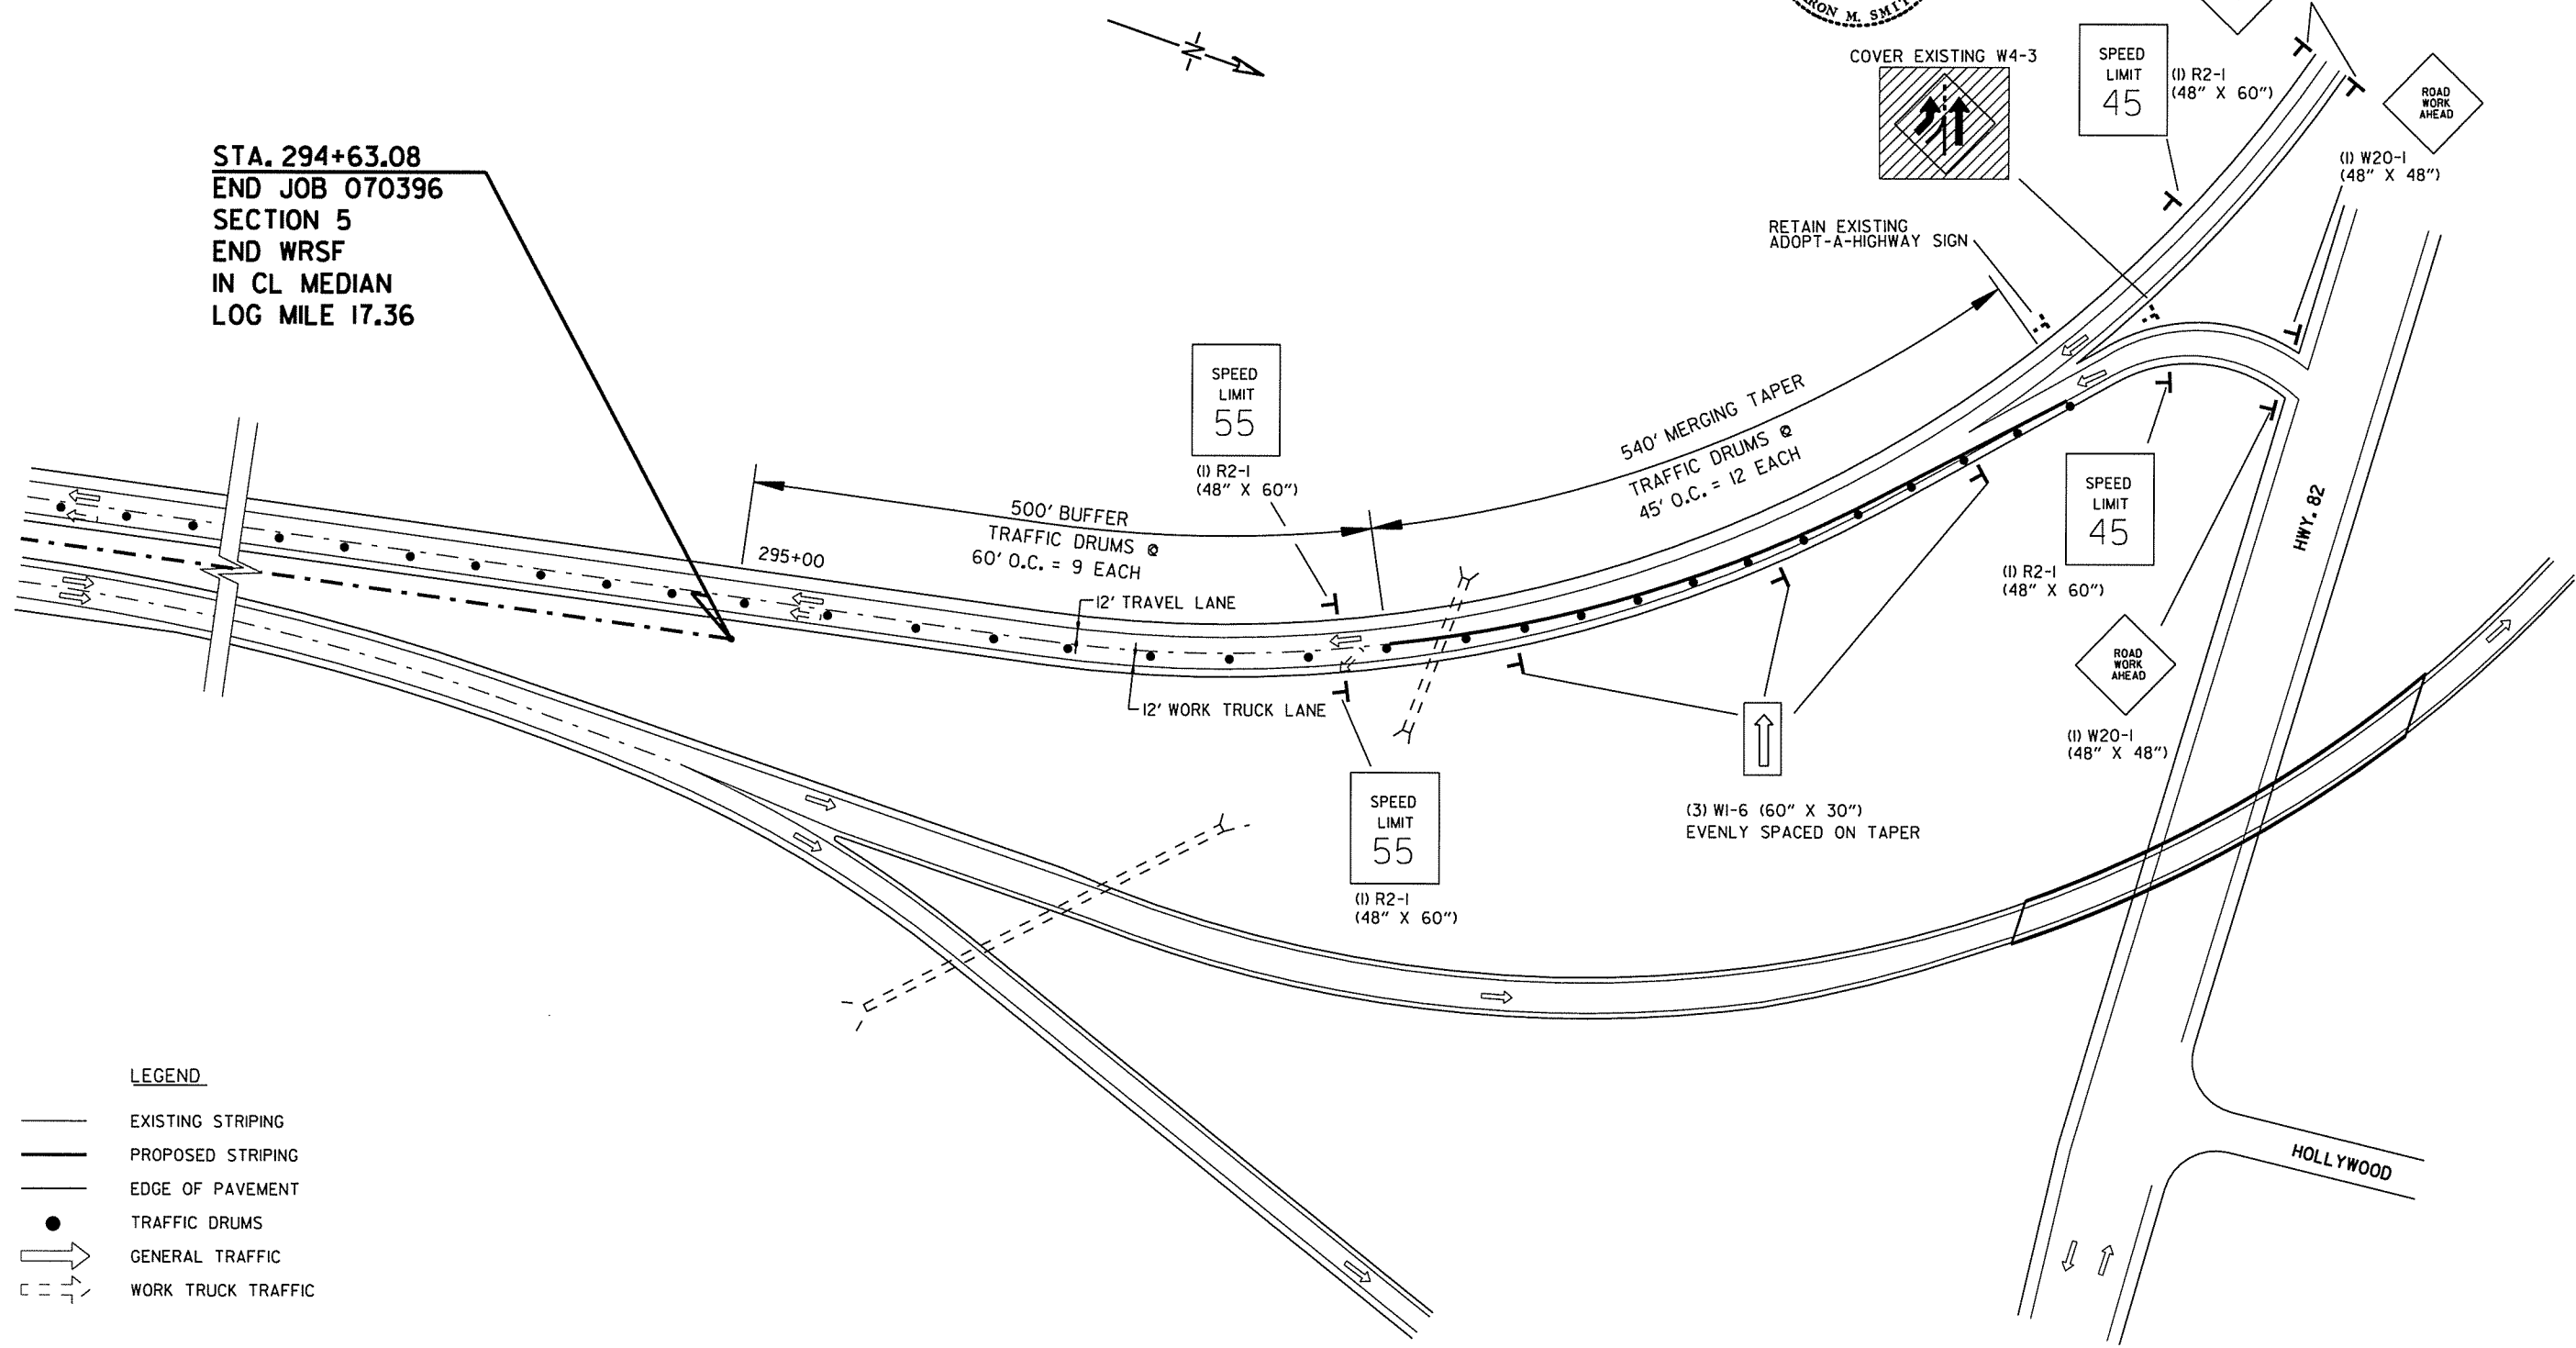 RON M. SMIT
N
COVER EXISTING W4-3
SPEED
LIMIT
45
(1) R2-1
(48" X 60")
ROAD
WORK
AHEAD
(1) W20-1
(48" X 48")
STA. 294+63.08
END JOB 070396
SECTION 5
END WRSF
IN CL MEDIAN
LOG MILE 17.36
RETAIN EXISTING
ADOPT-A-HIGHWAY SIGN
SPEED
LIMIT
55
(1) R2-1
(48" X 60")
540' MERGING TAPER
TRAFFIC DRUMS @
45' O.C. = 12 EACH
500' BUFFER
TRAFFIC DRUMS @
60' O.C. = 9 EACH
295+00
12' TRAVEL LANE
12' WORK TRUCK LANE
SPEED
LIMIT
45
(1) R2-1
(48" X 60")
HWY. 82
ROAD
WORK
AHEAD
(1) W20-1
(48" X 48")
SPEED
LIMIT
55
(1) R2-1
(48" X 60")
(3) W1-6 (60" X 30")
EVENLY SPACED ON TAPER
HOLLYWOOD
LEGEND
EXISTING STRIPING
PROPOSED STRIPING
EDGE OF PAVEMENT
TRAFFIC DRUMS
GENERAL TRAFFIC
WORK TRUCK TRAFFIC